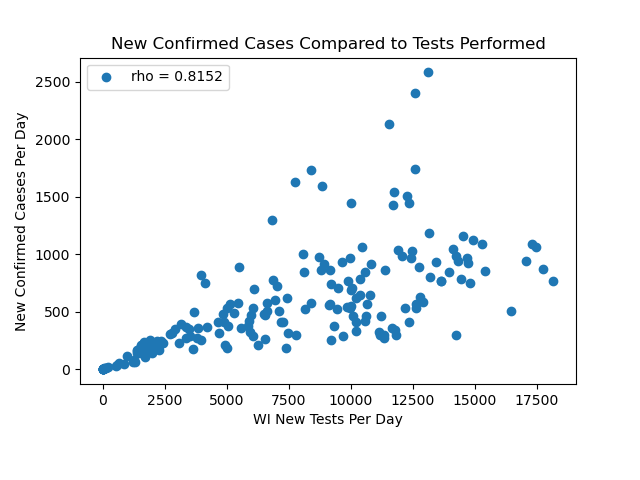 New Confirmed Cases Compared to Tests Performed
rho = 0.8152
New Confirmed Caeses Per Day
2500
2000
1500
1000
500
0
0 2500 5000 7500 10000 12500 15000 17500
WI New Tests Per Day